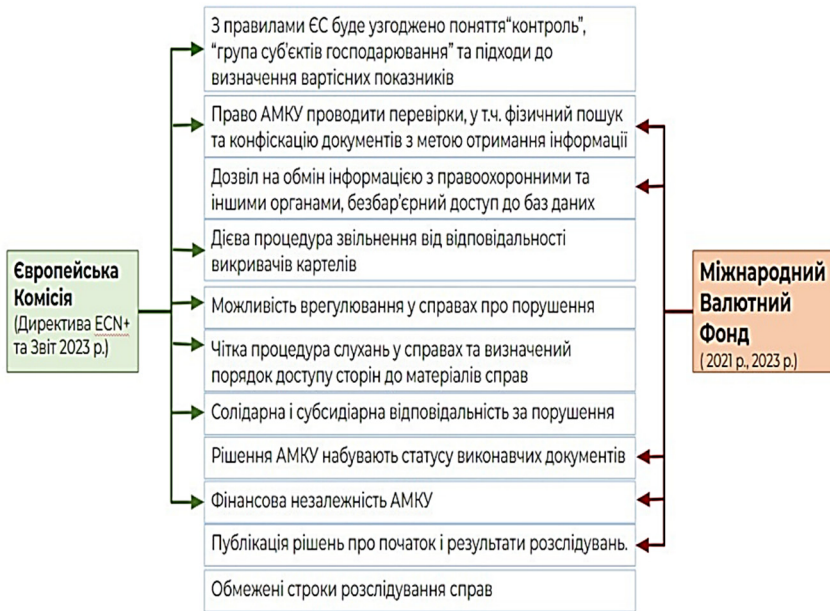 З правилами ЄС буде узгоджено поняття“контроль”,
“група суб’єктів господарювання” та підходи до
визначення вартісних показників
Право АМКУ проводити перевірки, у т.ч. фізичний пошук
та конфіскацію документів з метою отримання інформації
Дозвіл на обмін інформацією з правоохоронними та
іншими органами, безбар’єрний доступ до баз даних
Дієва процедура звільнення від відповідальності
викривачів картелів
Можливість врегулювання у справах про порушення
Чітка процедура слухань у справах та визначений
порядок доступу сторін до матеріалів справ
Солідарна і субсидіарна відповідальність за порушення
Рішення АМКУ набувають статусу виконавчих документів
Фінансова незалежність АМКУ
Публікація рішень про початок і результати розслідувань.
Обмежені строки розслідування справ
Європейська
Комісія
(Директива ECN+
та Звіт 2023 р.)
Міжнародний
Валютний
Фонд
( 2021 р., 2023 р.)